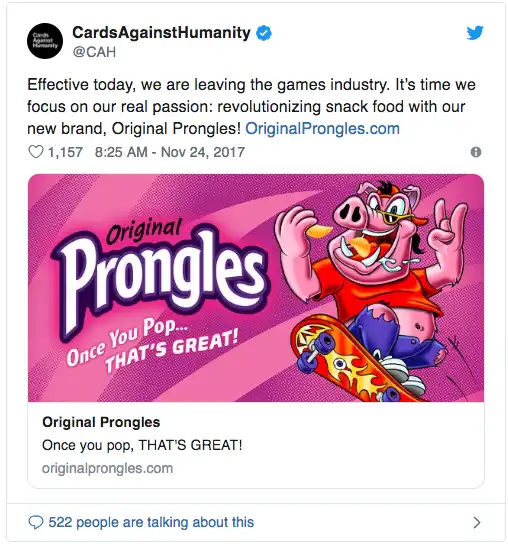 Cards
Against
Humanity
CardsAgainstHumanity
@CAH
Effective today, we are leaving the games industry. It's time we
focus on our real passion: revolutionizing snack food with our
new brand, Original Prongles! OriginalProngles.com
1,157 8:25 AM - Nov 24, 2017
Original
Prongles
Once You Pop...
THAT'S GREAT!
Original Prongles
Once you pop, THAT'S GREAT!
originalprongles.com
522 people are talking about this